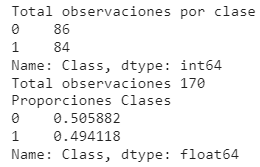 Total observaciones por clase
0    86
1    84
Name: Class, dtype: int64
Total observaciones 170
Proporciones Clases
0    0.505882
1    0.494118
Name: Class, dtype: float64